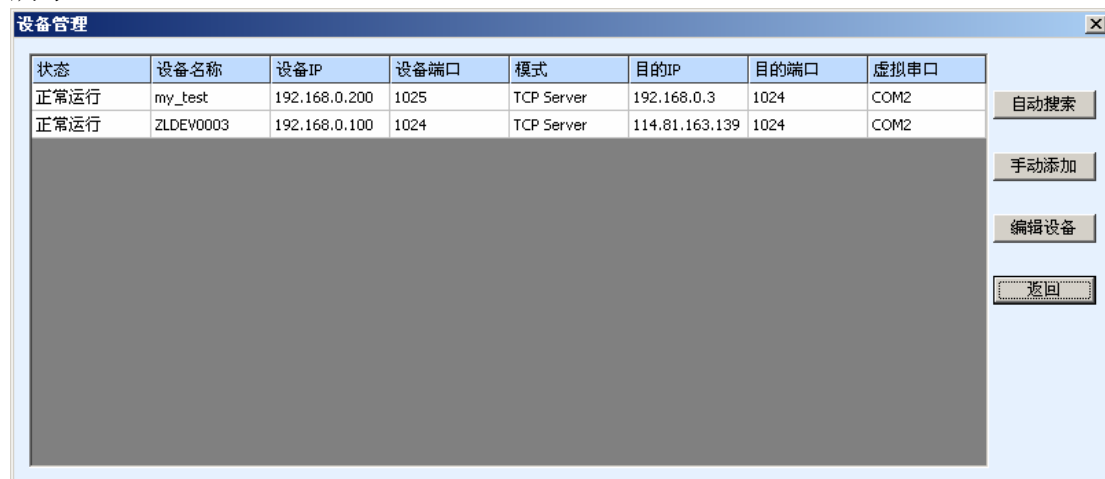 设备管理
状态 设备名称 设备IP 设备端口 模式 目的IP 目的端口 虚拟串口
正常运行 my_test 192.168.0.200 1025 TCP Server 192.168.0.3 1024 COM2
正常运行 ZLDEV0003 192.168.0.100 1024 TCP Server 114.81.163.139 1024 COM2
自动搜索
手动添加
编辑设备
返回